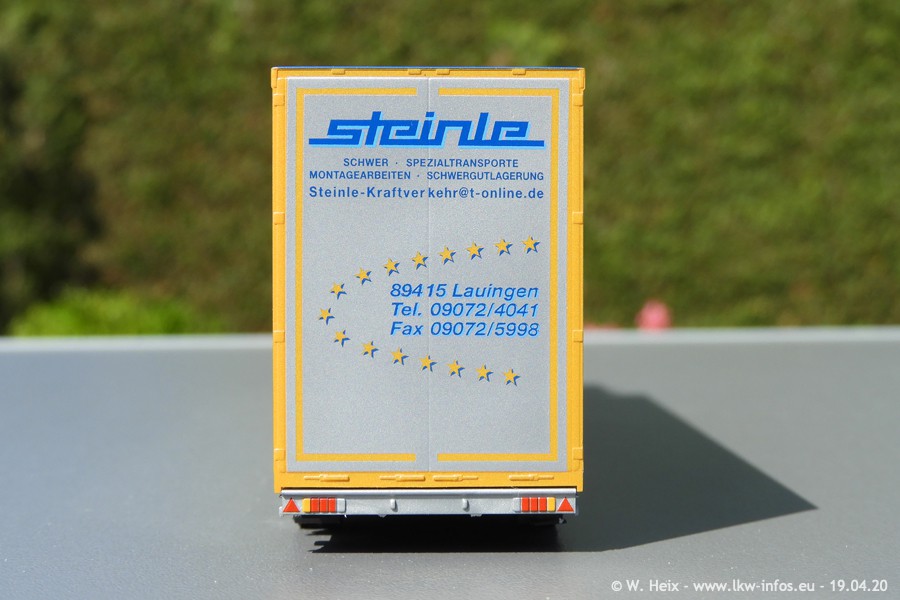 steinle
SCHWER · SPEZIALTRANSPORTE
MONTAGEARBEITEN · SCHWERGUTLAGERUNG
Steinle-Kraftverkehr@t-online.de
89415 Lauingen
Tel. 09072/4041
Fax 09072/5998
© W. Heix - www.lkw-infos.eu - 19.04.20